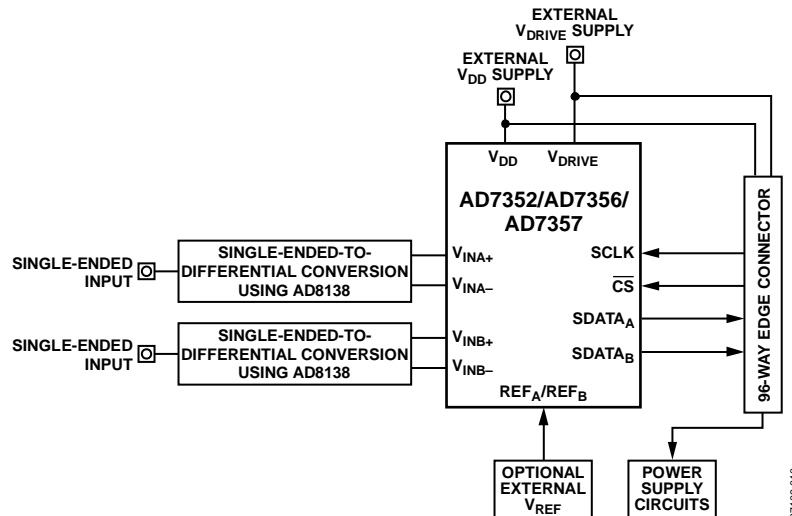 EXTERNAL
VDRIVE SUPPLY
EXTERNAL
VDD SUPPLY
VDD
VDRIVE
AD7352/AD7356/
AD7357
SINGLE-ENDED
INPUT
SINGLE-ENDED-TO-
DIFFERENTIAL CONVERSION
USING AD8138
VINA+
VINA–
SCLK
CS
SDATAA
SDATAB
SINGLE-ENDED
INPUT
SINGLE-ENDED-TO-
DIFFERENTIAL CONVERSION
USING AD8138
VINB+
VINB–
REFA/REFB
96-WAY EDGE CONNECTOR
OPTIONAL
EXTERNAL
VREF
POWER
SUPPLY
CIRCUITS